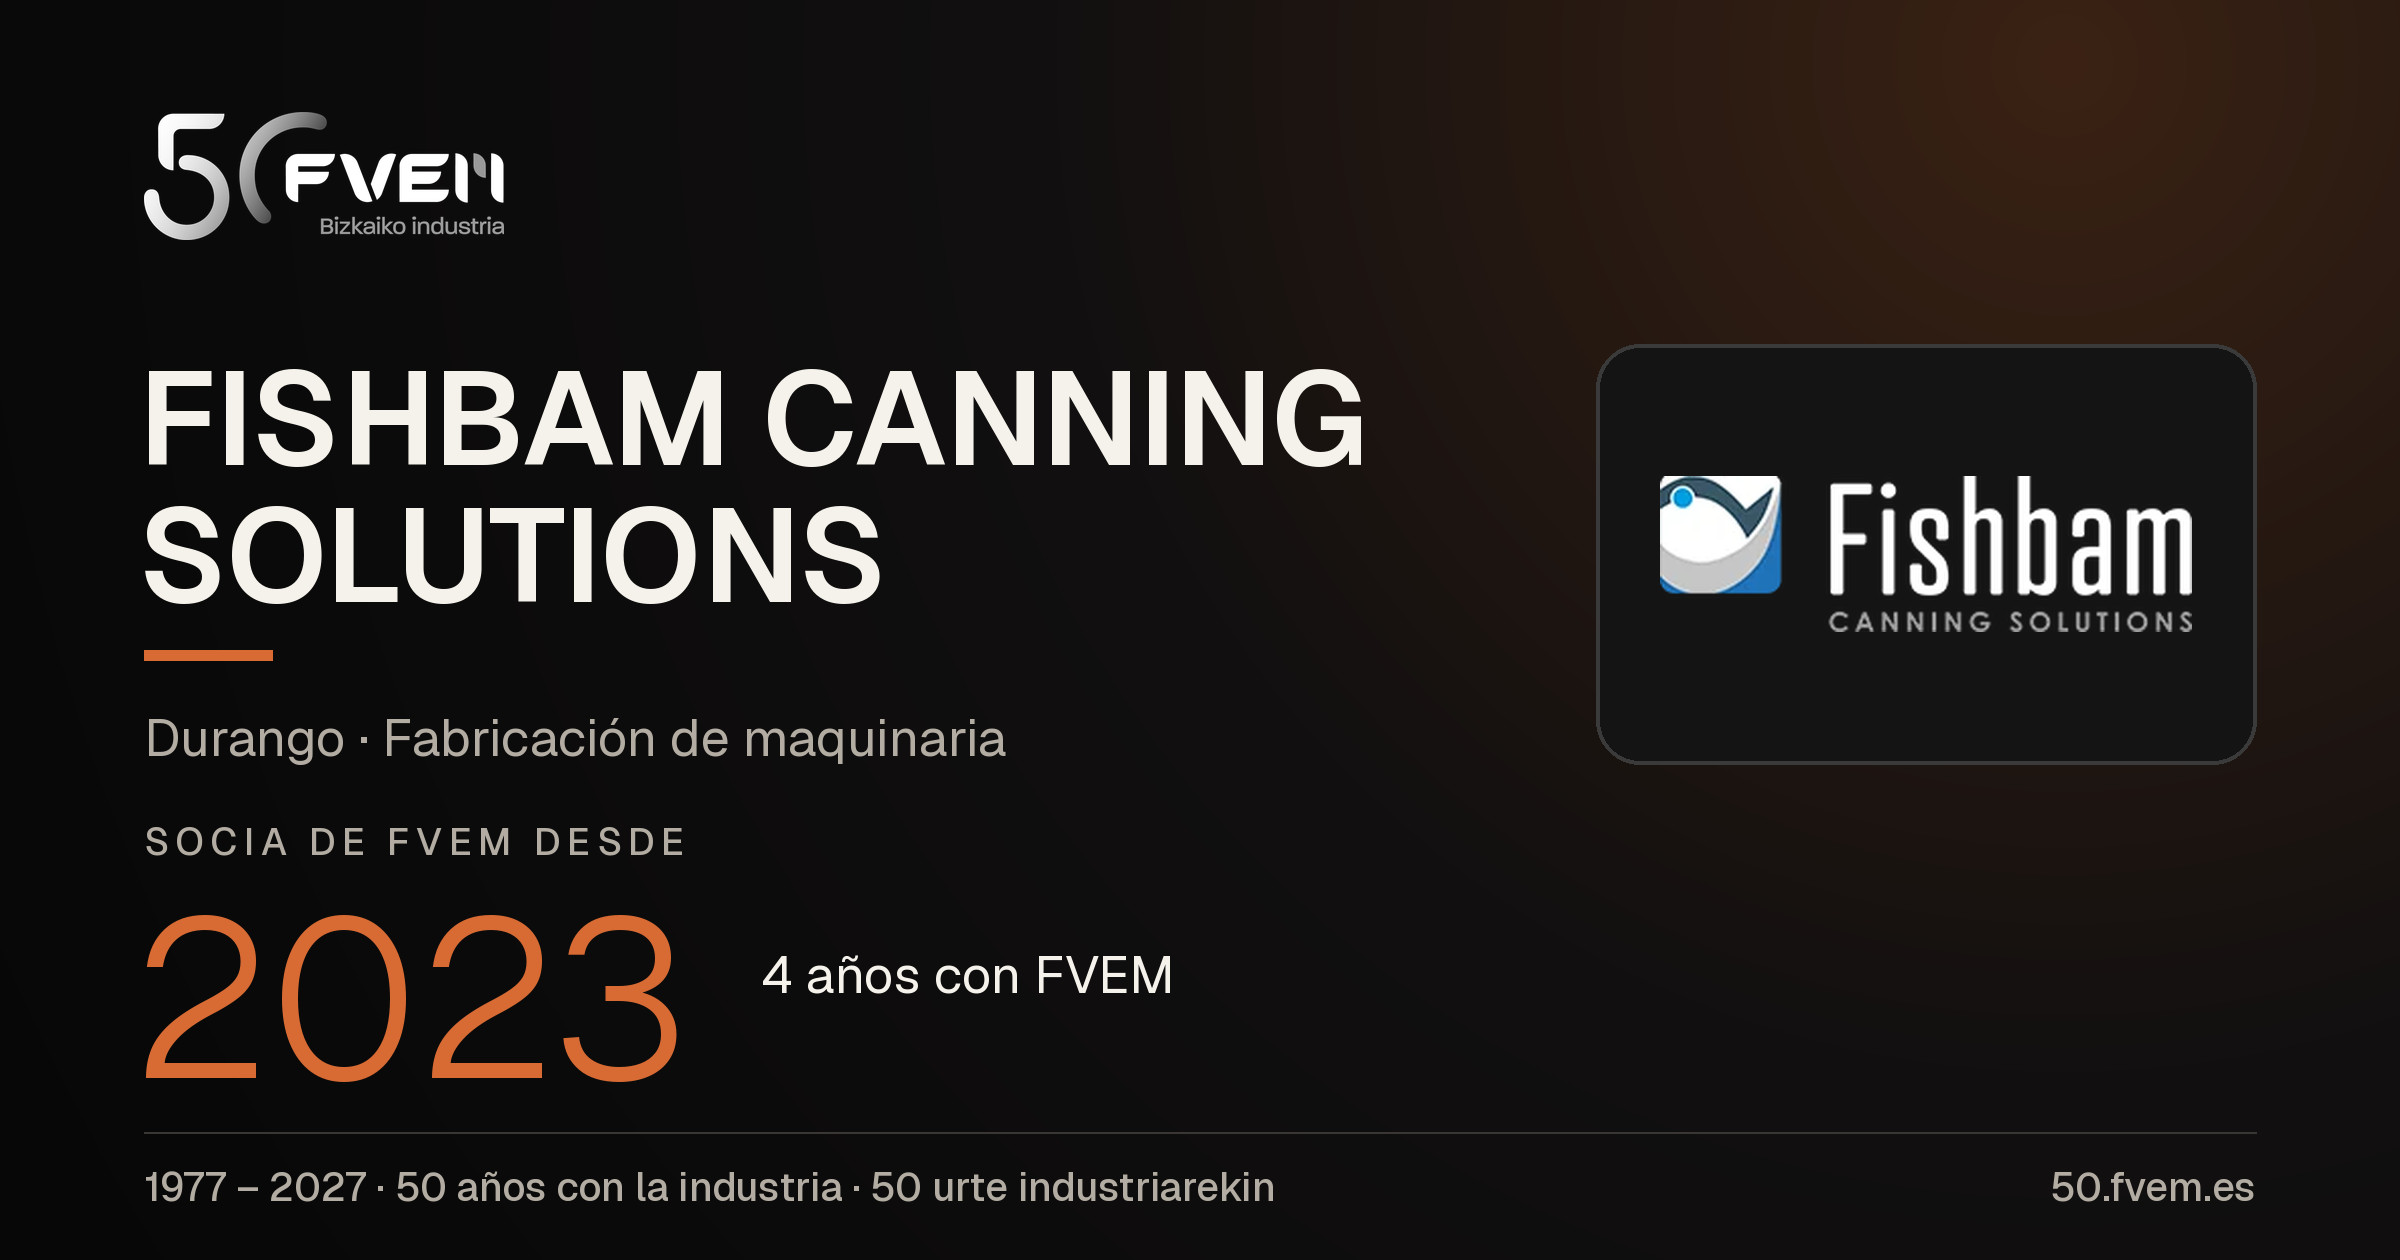 50 FVEM
Bizkaiko industria
FISHBAM CANNING
SOLUTIONS
Fishbam
CANNING SOLUTIONS
Durango · Fabricación de maquinaria
SOCIA DE FVEM DESDE
2023
4 años con FVEM
1977 – 2027 · 50 años con la industria · 50 urte industriarekin
50.fvem.es